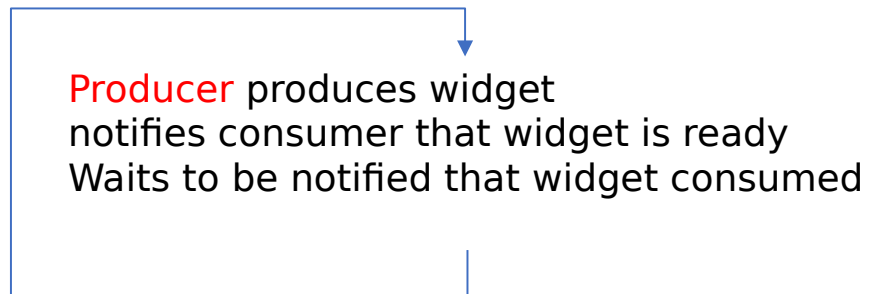 Producer produces widget
notifies consumer that widget is ready
Waits to be notified that widget consumed